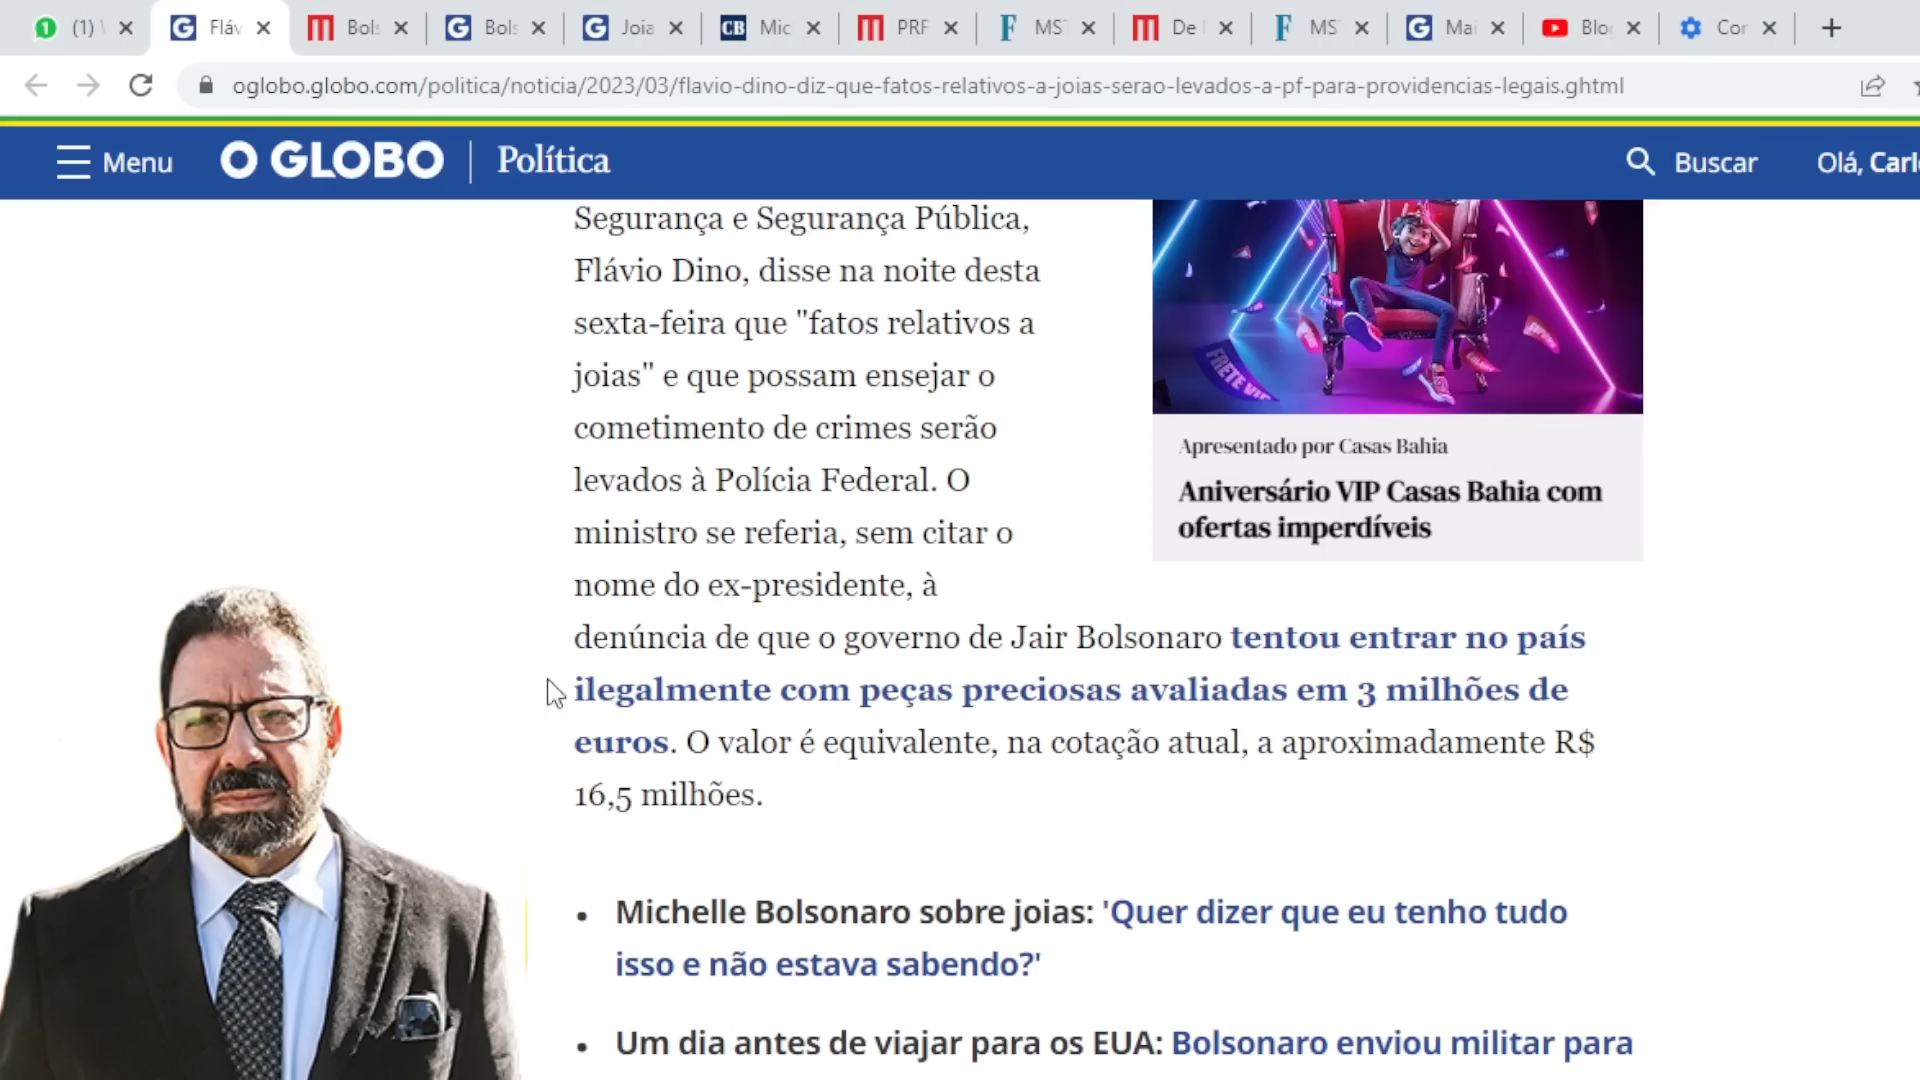 (1)
Fláv
Bols
Bols
Joia
CB
Mic
PRF
MST
De
MS
Mai
Blo
Con
oglobo.globo.com/politica/noticia/2023/03/flavio-dino-diz-que-fatos-relativos-a-joias-serao-levados-a-pf-para-providencias-legais.ghtml
Menu
O GLOBO
Política
Buscar
Olá, Carl
Segurança e Segurança Pública,
Flávio Dino, disse na noite desta
sexta-feira que "fatos relativos a
joias" e que possam ensejar o
cometimento de crimes serão
levados à Polícia Federal. O
ministro se referia, sem citar o
nome do ex-presidente, à
denúncia de que o governo de Jair Bolsonaro tentou entrar no país
ilegalmente com peças preciosas avaliadas em 3 milhões de
euros. O valor é equivalente, na cotação atual, a aproximadamente R$
16,5 milhões.
FRETE VIP
Apresentado por Casas Bahia
Aniversário VIP Casas Bahia com
ofertas imperdíveis
• Michelle Bolsonaro sobre joias: 'Quer dizer que eu tenho tudo
isso e não estava sabendo?'
• Um dia antes de viajar para os EUA: Bolsonaro enviou militar para